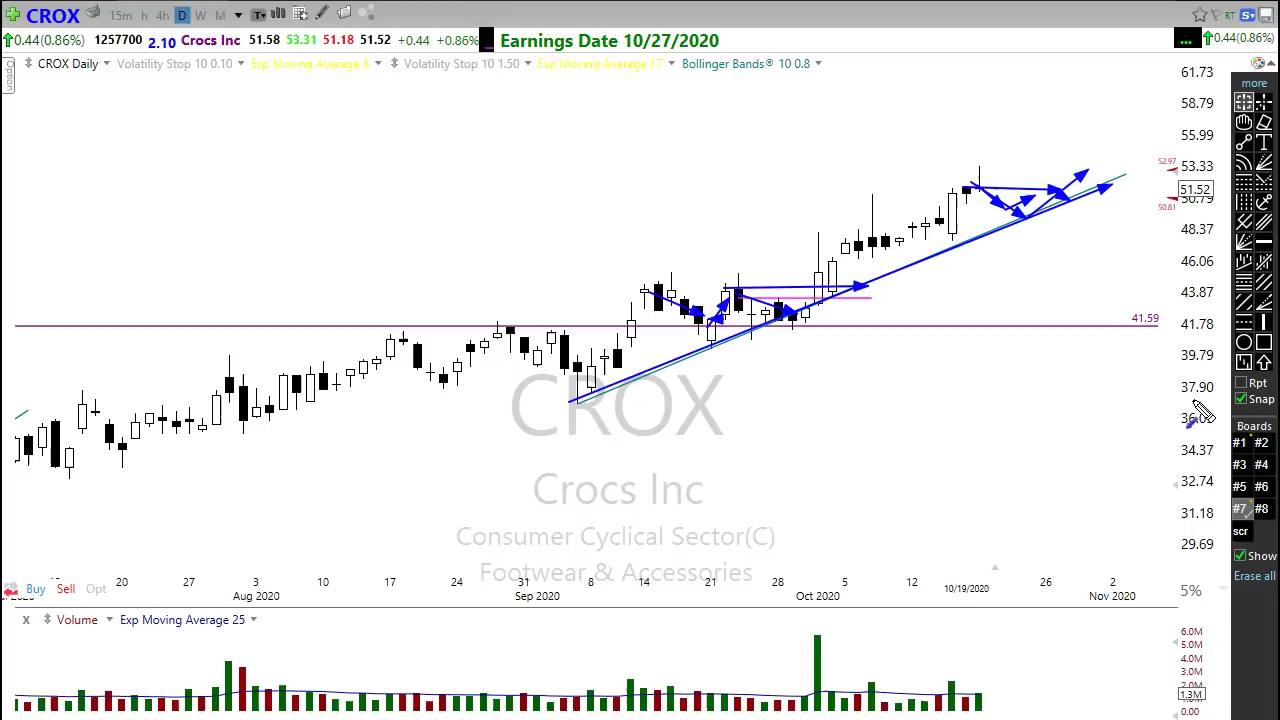 CROX 15m h 4h D W M T
0.44(0.86%) 1257700 2.10 Crocs Inc 51.58 53.31 51.18 51.52 +0.44 +0.86% ... Earnings Date 10/27/2020 ... 0.44(0.86%)
RT S
Option
CROX Daily Volatility Stop 10 0.10 Exp Moving Average 8 Volatility Stop 10 1.50 Exp Moving Average 17 Bollinger Bands® 10 0.8
61.73
more
58.79
55.99
53.33
52.97
51.52
50.79
50.81
48.37
46.06
43.87
41.59
41.78
39.79
37.90
Rpt
Snap
34.37
32.74
31.18
29.69
CROX
Crocs Inc
Consumer Cyclical Sector(C)
Footwear & Accessories
Boards
#1 #2
#3 #4
#5 #6
#7 #8
scr
Show
Erase all
20 27 3 10 17 24 31 8 14 21 28 5 12 10/19/2020 26 2
Aug 2020 Sep 2020 Oct 2020 Nov 2020
Buy Sell Opt
5%
X Volume Exp Moving Average 25
6.0M
5.0M
4.0M
3.0M
1.3M
0.00